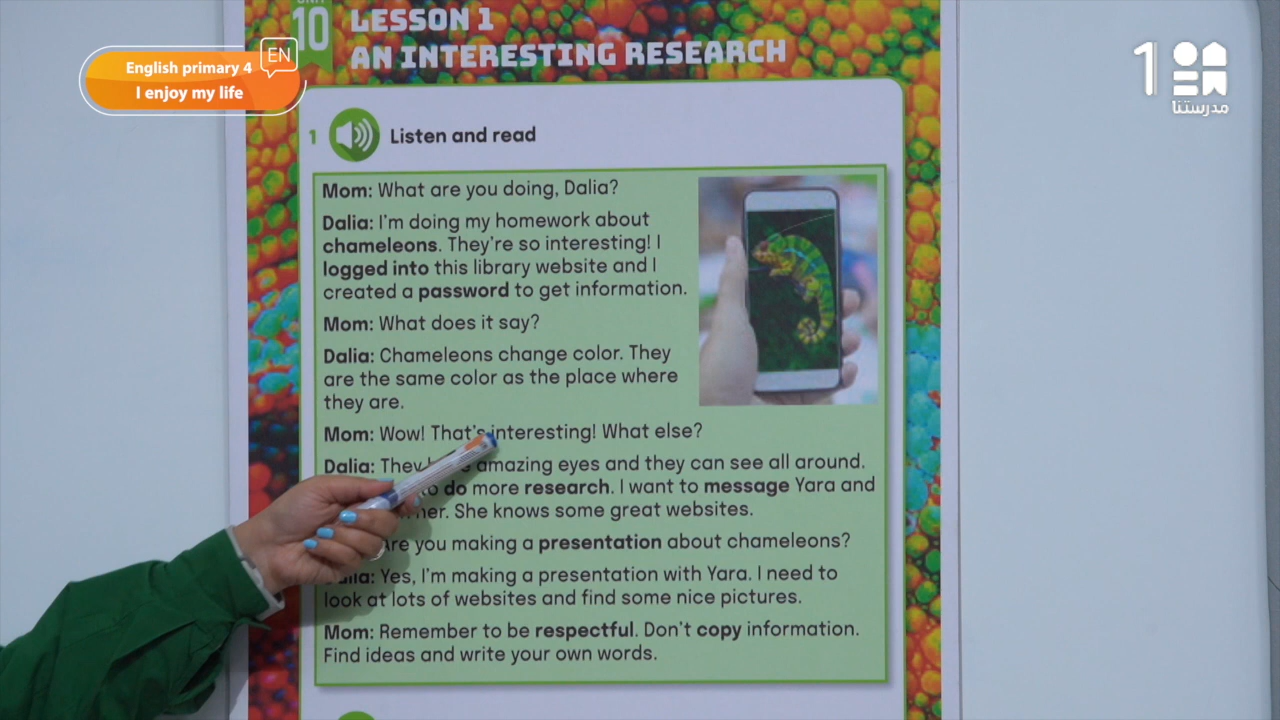 UNIT
10
LESSON 1
AN INTERESTING RESEARCH
English primary 4
EN
I enjoy my life
1
مدرستنا
1
Listen and read
Mom: What are you doing, Dalia?
Dalia: I'm doing my homework about
chameleons. They're so interesting! I
logged into this library website and I
created a password to get information.
Mom: What does it say?
Dalia: Chameleons change color. They
are the same color as the place where
they are.
Mom: Wow! That's interesting! What else?
Dalia: They amazing eyes and they can see all around.
to do more research. I want to message Yara and
her. She knows some great websites.
Are you making a presentation about chameleons?
Dalia: Yes, I'm making a presentation with Yara. I need to
look at lots of websites and find some nice pictures.
Mom: Remember to be respectful. Don't copy information.
Find ideas and write your own words.